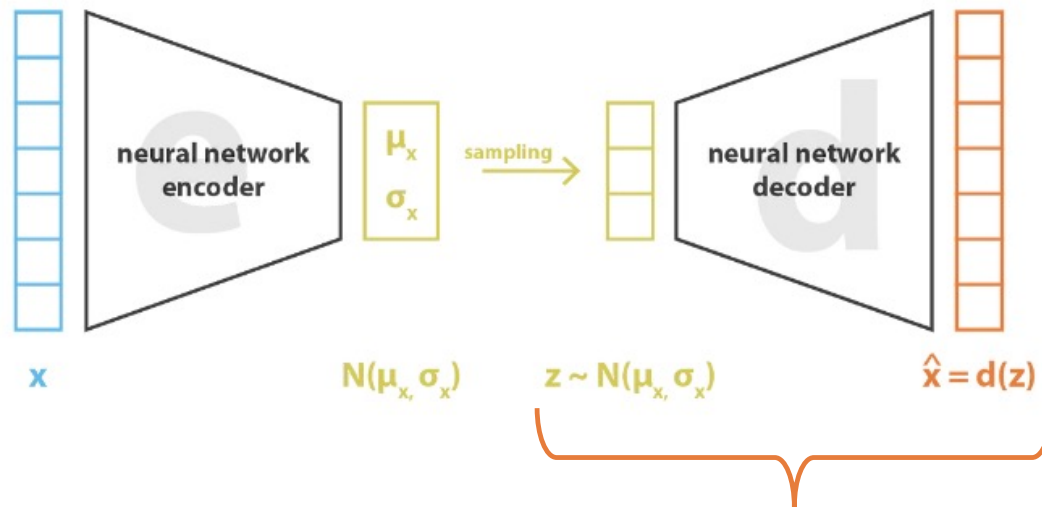 e
neural network
encoder
μₓ
σₓ
sampling
d
neural network
decoder
x
N(μₓ, σₓ)
z ~ N(μₓ, σₓ)
x̂ = d(z)